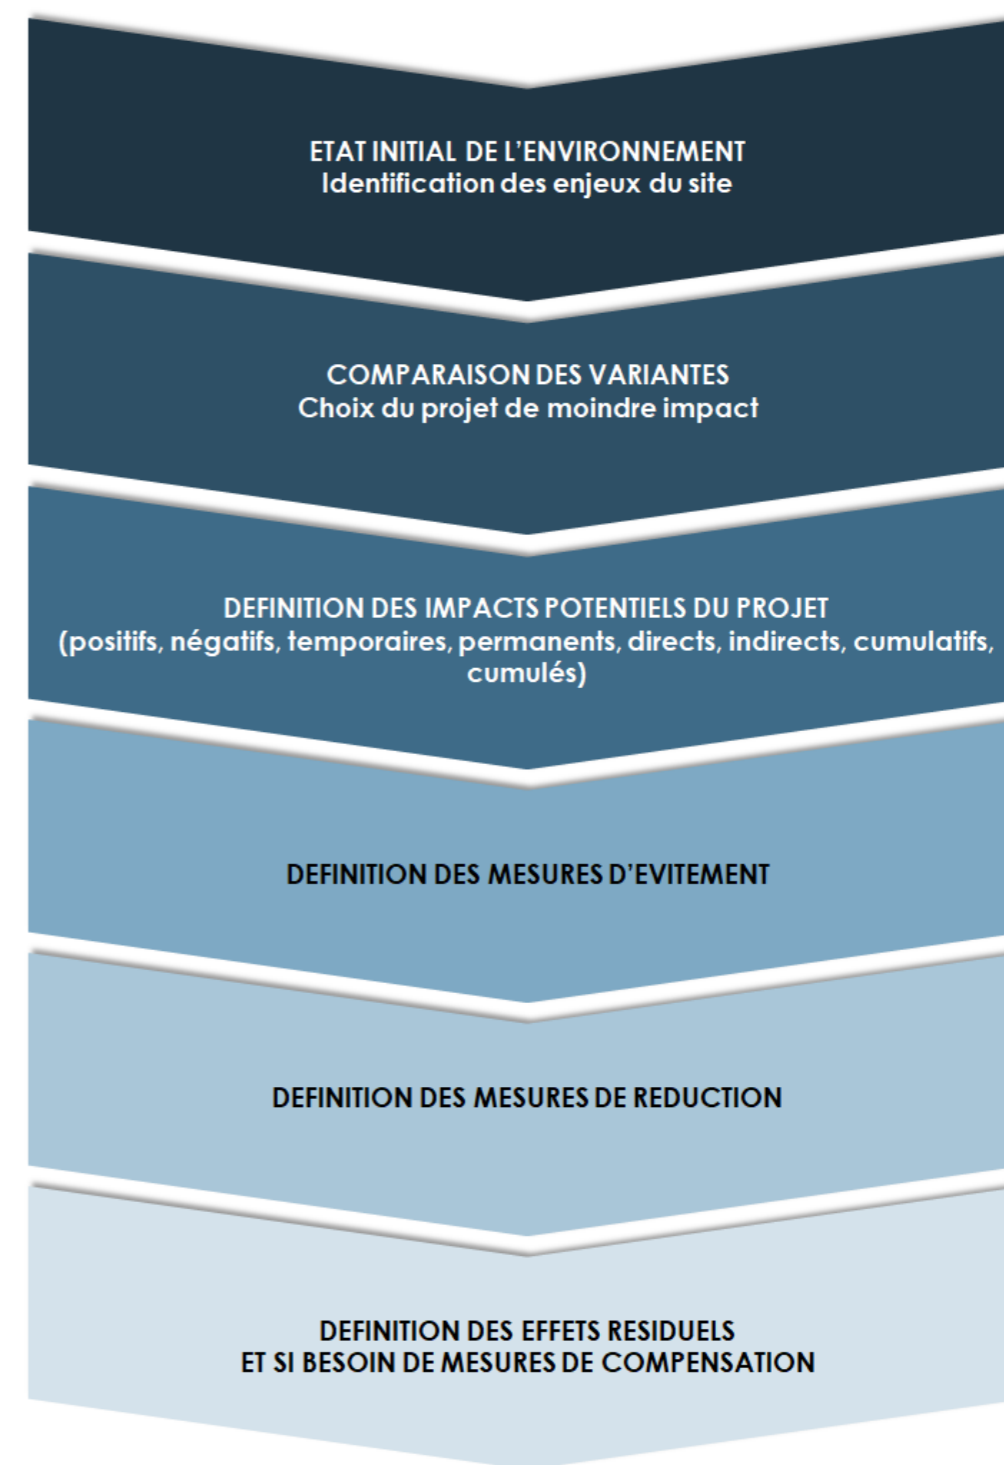 ETAT INITIAL DE L'ENVIRONNEMENT
Identification des enjeux du site
COMPARAISON DES VARIANTES
Choix du projet de moindre impact
DEFINITION DES IMPACTS POTENTIELS DU PROJET
(positifs, négatifs, temporaires, permanents, directs, indirects, cumulatifs,
cumulés)
DEFINITION DES MESURES D'EVITEMENT
DEFINITION DES MESURES DE REDUCTION
DEFINITION DES EFFETS RESIDUELS
ET SI BESOIN DE MESURES DE COMPENSATION